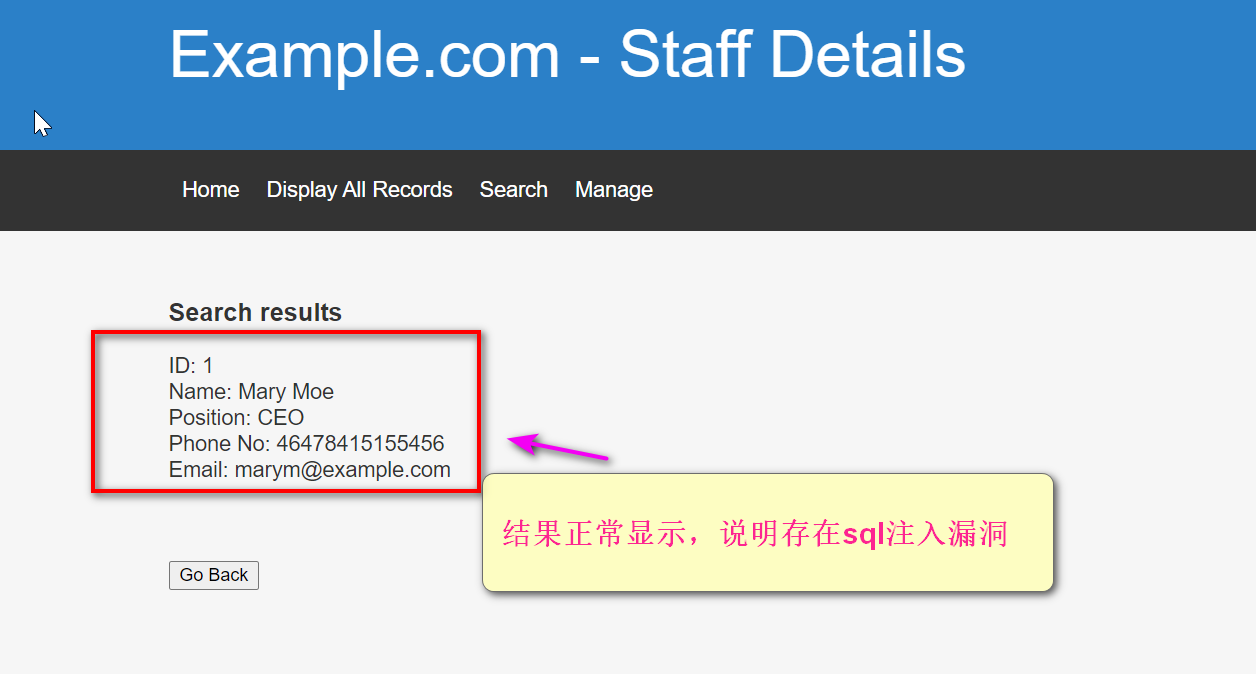 Example.com - Staff Details
Home Display All Records Search Manage
Search results
ID: 1
Name: Mary Moe
Position: CEO
Phone No: 46478415155456
Email: marym@example.com
结果正常显示，说明存在sql注入漏洞
Go Back